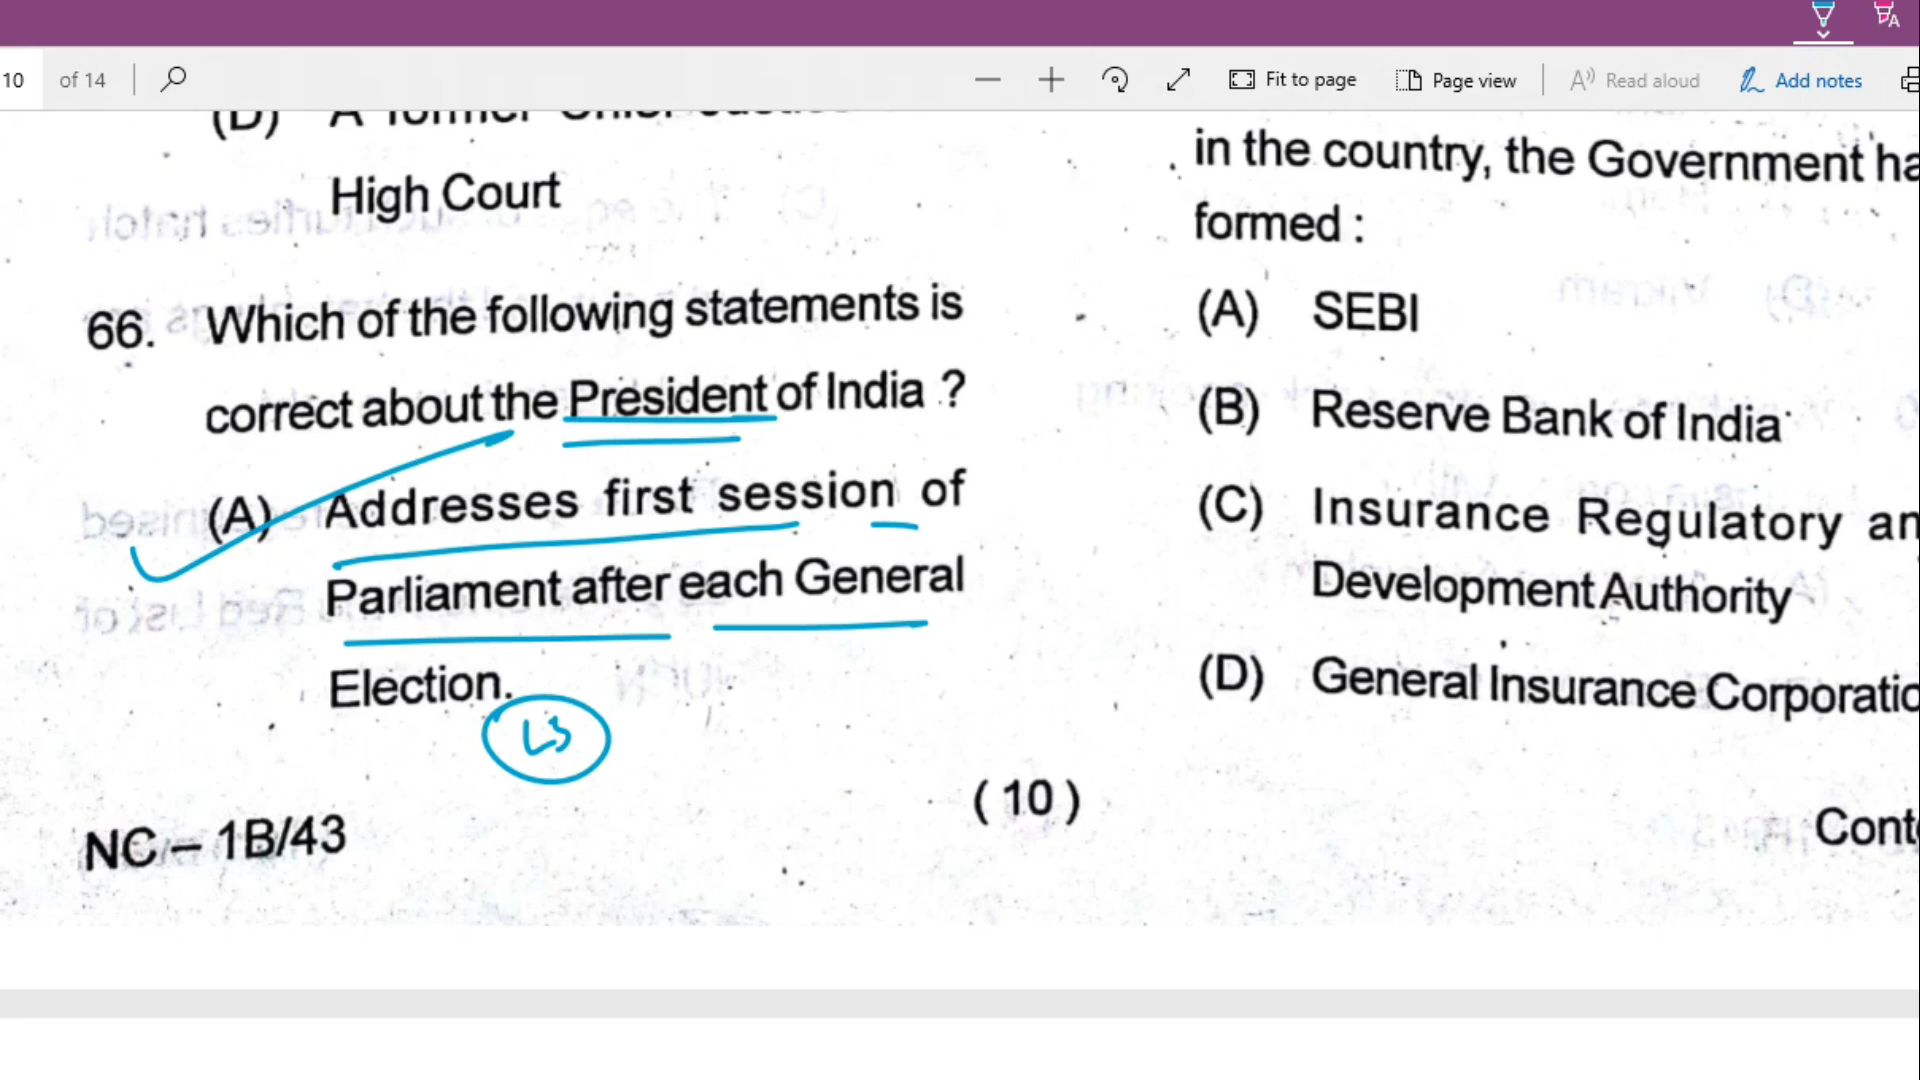 10 of 14
Fit to page
Page view
Read aloud
Add notes
(D) A former Chief
High Court
66. Which of the following statements is
correct about the President of India ?
(A) Addresses first session of
Parliament after each General
Election.
LS
NC – 1B/43
(10)
in the country, the Government ha
formed :
(A) SEBI
(B) Reserve Bank of India
(C) Insurance Regulatory an
Development Authority
(D) General Insurance Corporatio
Cont